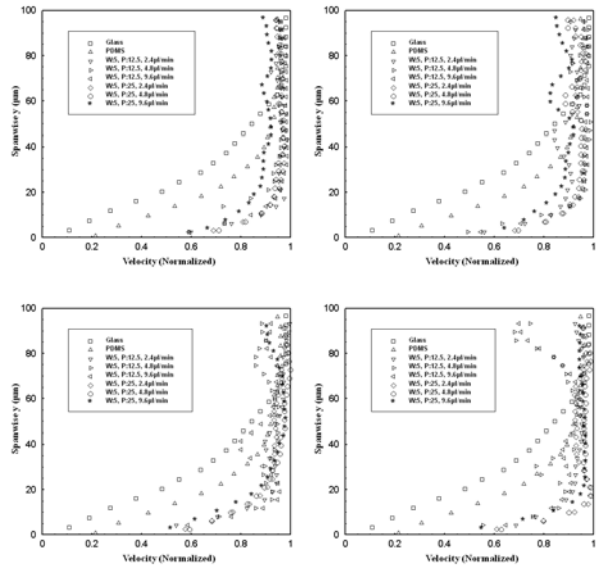 100
80
60
40
20
0
Spanwise y (μm)
Glass
PDMS
W:5, P:12.5, 2.4μl/min
W:5, P:12.5, 4.8μl/min
W:5, P:12.5, 9.6μl/min
W:5, P:25, 2.4μl/min
W:5, P:25, 4.8μl/min
W:5, P:25, 9.6μl/min
0 0.2 0.4 0.6 0.8 1
Velocity (Normalized)
100
80
60
40
20
0
Spanwise y (μm)
Glass
PDMS
W:5, P:12.5, 2.4μl/min
W:5, P:12.5, 4.8μl/min
W:5, P:12.5, 9.6μl/min
W:5, P:25, 2.4μl/min
W:5, P:25, 4.8μl/min
W:5, P:25, 9.6μl/min
0 0.2 0.4 0.6 0.8 1
Velocity (Normalized)
100
80
60
40
20
0
Spanwise y (μm)
Glass
PDMS
W:5, P:12.5, 2.4μl/min
W:5, P:12.5, 4.8μl/min
W:5, P:12.5, 9.6μl/min
W:5, P:25, 2.4μl/min
W:5, P:25, 4.8μl/min
W:5, P:25, 9.6μl/min
0 0.2 0.4 0.6 0.8 1
Velocity (Normalized)
100
80
60
40
20
0
Spanwise y (μm)
Glass
PDMS
W:5, P:12.5, 2.4μl/min
W:5, P:12.5, 4.8μl/min
W:5, P:12.5, 9.6μl/min
W:5, P:25, 2.4μl/min
W:5, P:25, 4.8μl/min
W:5, P:25, 9.6μl/min
0 0.2 0.4 0.6 0.8 1
Velocity (Normalized)